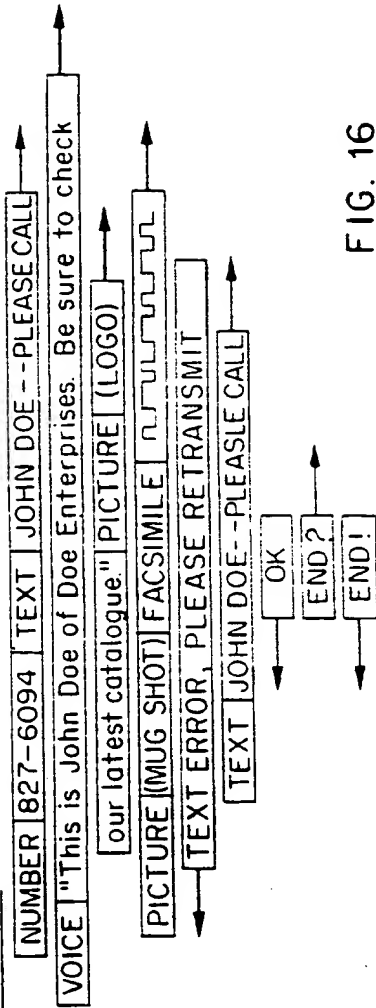 NUMBER 827-6094 TEXT JOHN DOE--PLEASE CALL
VOICE "This is John Doe of Doe Enterprises. Be sure to check
our latest catalogue." PICTURE (LOGO)
PICTURE (MUG SHOT) FACSIMILE
TEXT ERROR, PLEASE RETRANSMIT
TEXT JOHN DOE--PLEASLE CALL
OK
END?
END!
FIG. 16